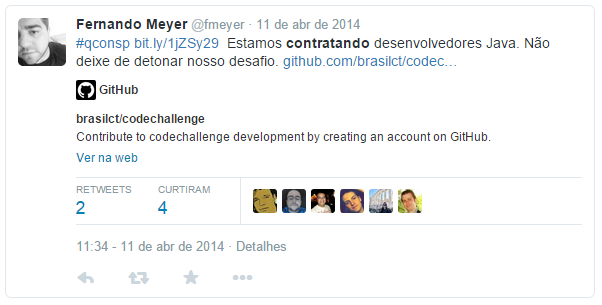 Fernando Meyer @fmeyer · 11 de abr de 2014
#qconsp bit.ly/1jZSy29 Estamos contratando desenvolvedores Java. Não
deixe de detonar nosso desafio. github.com/brasilct/codec…
GitHub
brasilct/codechallenge
Contribute to codechallenge development by creating an account on GitHub.
Ver na web
RETWEETS CURTIRAM
2 4
11:34 - 11 de abr de 2014 · Detalhes